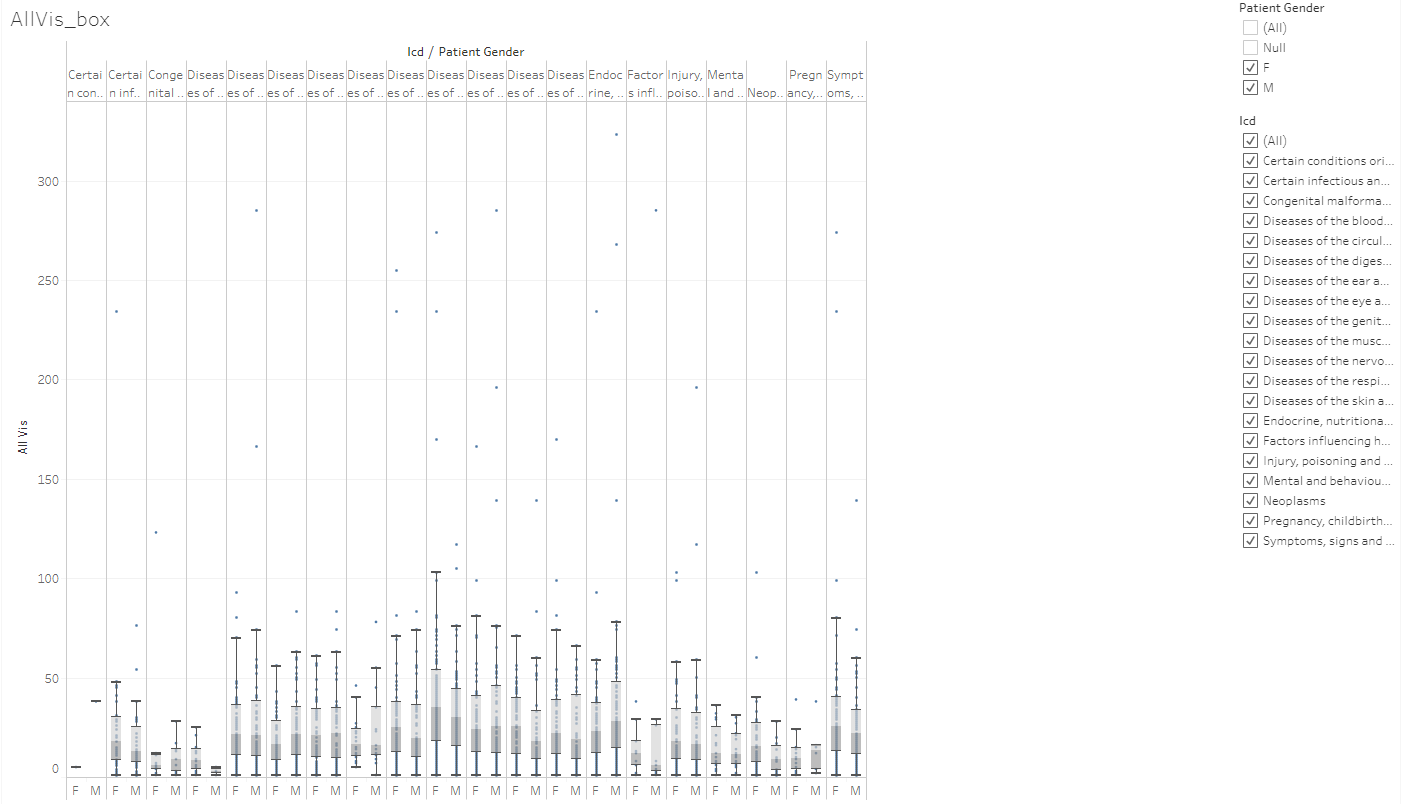 AllVis_box
Icd / Patient Gender
Certai
n con..
Certai
n inf..
Conge
nital ..
Diseas
es of ..
Diseas
es of ..
Diseas
es of ..
Diseas
es of ..
Diseas
es of ..
Diseas
es of ..
Diseas
es of ..
Diseas
es of ..
Diseas
es of ..
Diseas
es of ..
Endoc
rine, ..
Factor
s infl..
Injury,
poiso..
Menta
l and ..
Neop..
Pregn
ancy,..
Sympt
oms, ..
All Vis
300
250
200
150
100
50
0
F M F M F M F M F M F M F M F M F M F M F M F M F M F M F M F M F M F M F M F M
Patient Gender
(All)
Null
F
M
Icd
(All)
Certain conditions ori...
Certain infectious an...
Congenital malforma...
Diseases of the blood...
Diseases of the circul...
Diseases of the diges...
Diseases of the ear a...
Diseases of the eye a...
Diseases of the genit...
Diseases of the musc...
Diseases of the nervo...
Diseases of the respi...
Diseases of the skin a...
Endocrine, nutritiona...
Factors influencing h...
Injury, poisoning and ...
Mental and behaviou...
Neoplasms
Pregnancy, childbirth...
Symptoms, signs and ...